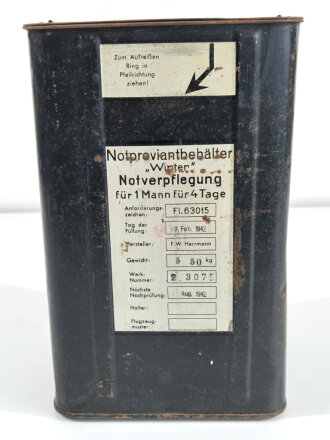 Zum Aufreißen
Ring in
Pfeilrichtung
ziehen!
Notproviantbehälter
„Winter"
Notverpflegung
für 1 Mann für 4 Tage
Anforderungs-
zeichen: Fl. 63015
Tag der
Füllung: Feb. 1942
Hersteller: F.W. Herrmann
Gewicht: 5 50 kg
Werk-
Nummer: 2.3075
Nächste
Nachprüfung: Aug. 1942
Halter:
Flugzeug-
muster: